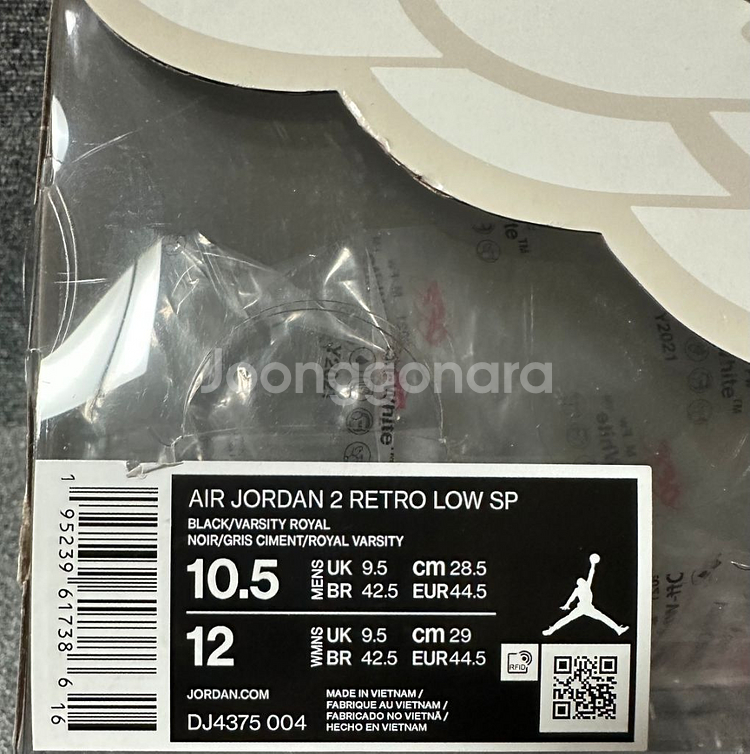 Joonggonara
Y2021
White™
White
AIR JORDAN 2 RETRO LOW SP
BLACK/VARSITY ROYAL
NOIR/GRIS CIMENT/ROYAL VARSITY
10.5 MENS UK 9.5 cm 28.5
BR 42.5 EUR 44.5
12 WMNS UK 9.5 cm 29
BR 42.5 EUR 44.5
RFID
JORDAN.COM
DJ4375 004
MADE IN VIETNAM /
FABRIQUE AU VIETNAM /
FABRICADO NO VIETNÃ /
HECHO EN VIETNAM
1 95239 61738 6 16